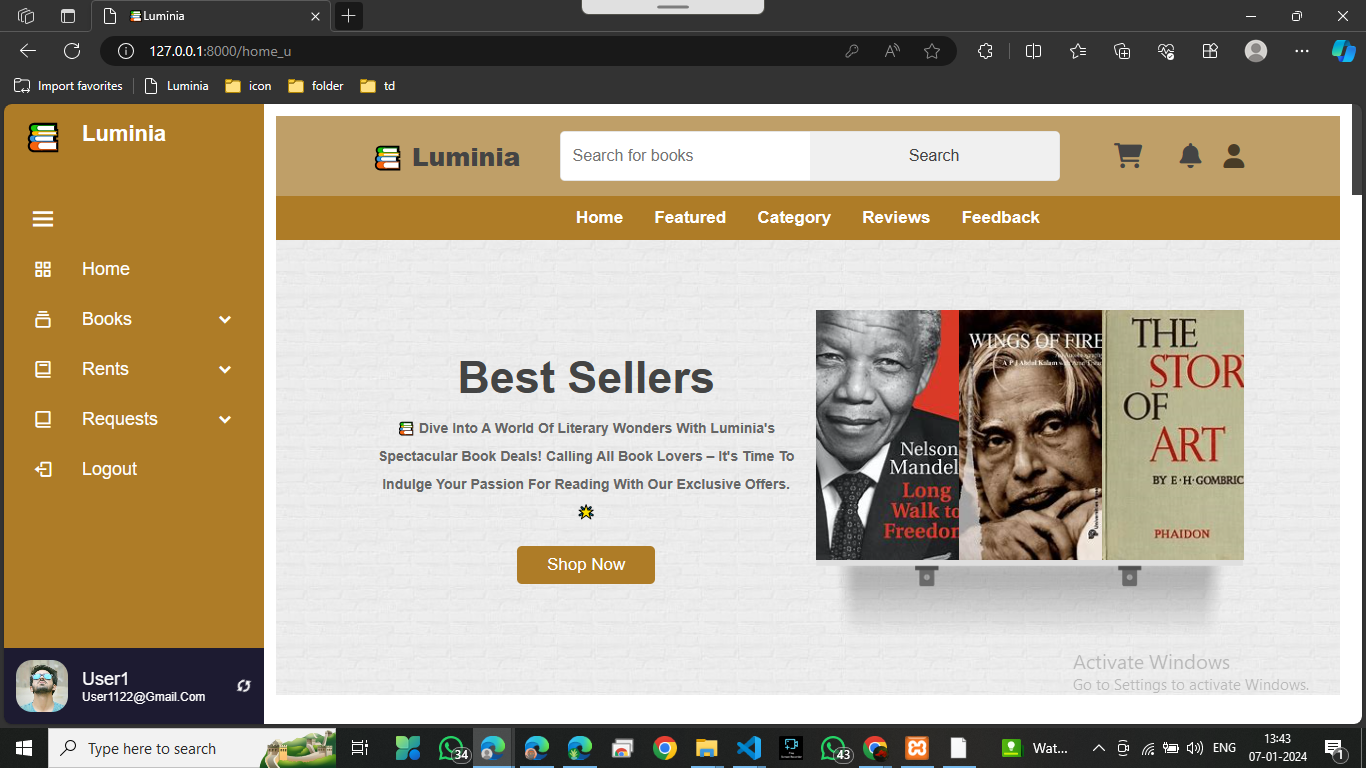 Luminia
127.0.0.1:8000/home_u
Import favorites
Luminia
icon
folder
td
Luminia
Home
Books
Rents
Requests
Logout
User1
User1122@Gmail.Com
Luminia
Search for books
Search
Home Featured Category Reviews Feedback
Best Sellers
Dive Into A World Of Literary Wonders With Luminia's
Spectacular Book Deals! Calling All Book Lovers – It's Time To
Indulge Your Passion For Reading With Our Exclusive Offers.
Shop Now
Nelson
Mandel
Long
Walk to
Freedom
WINGS OF FIRE
THE
STOR
OF
ART
BY E·H·GOMBRIC
PHAIDON
Activate Windows
Go to Settings to activate Windows.
Type here to search
34
43
Wat...
ENG
13:43
07-01-2024
1